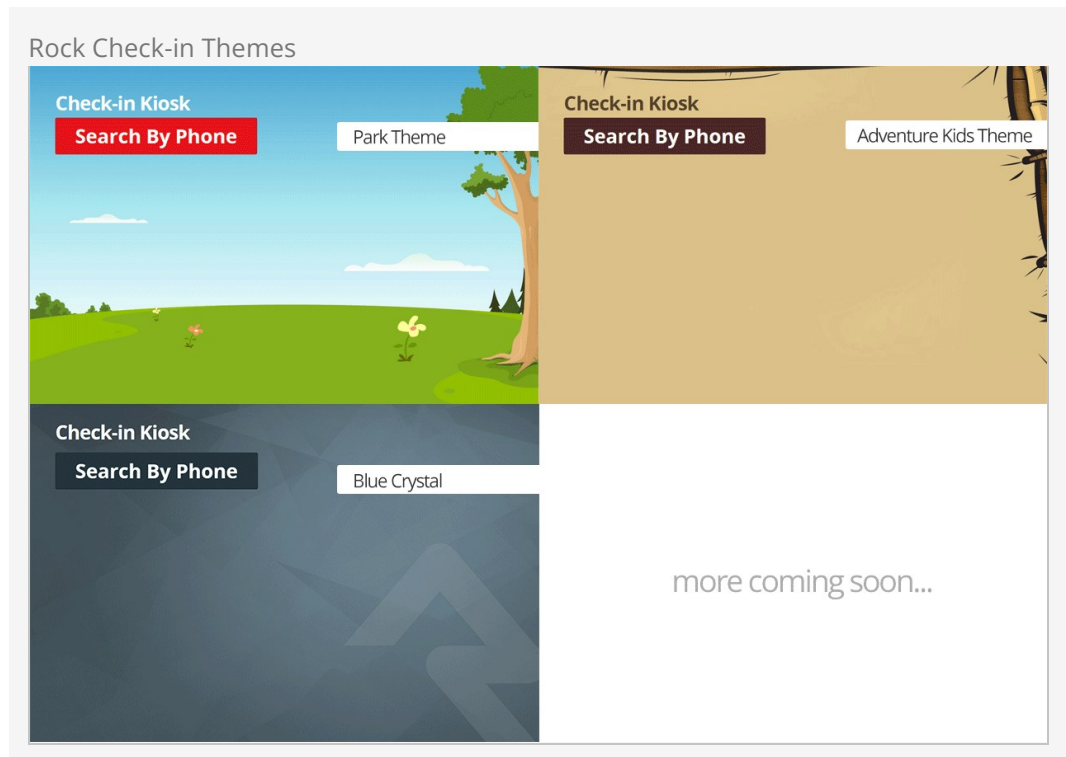 Rock Check-in Themes
Check-in Kiosk
Search By Phone
Park Theme
Check-in Kiosk
Search By Phone
Adventure Kids Theme
Check-in Kiosk
Search By Phone
Blue Crystal
more coming soon...